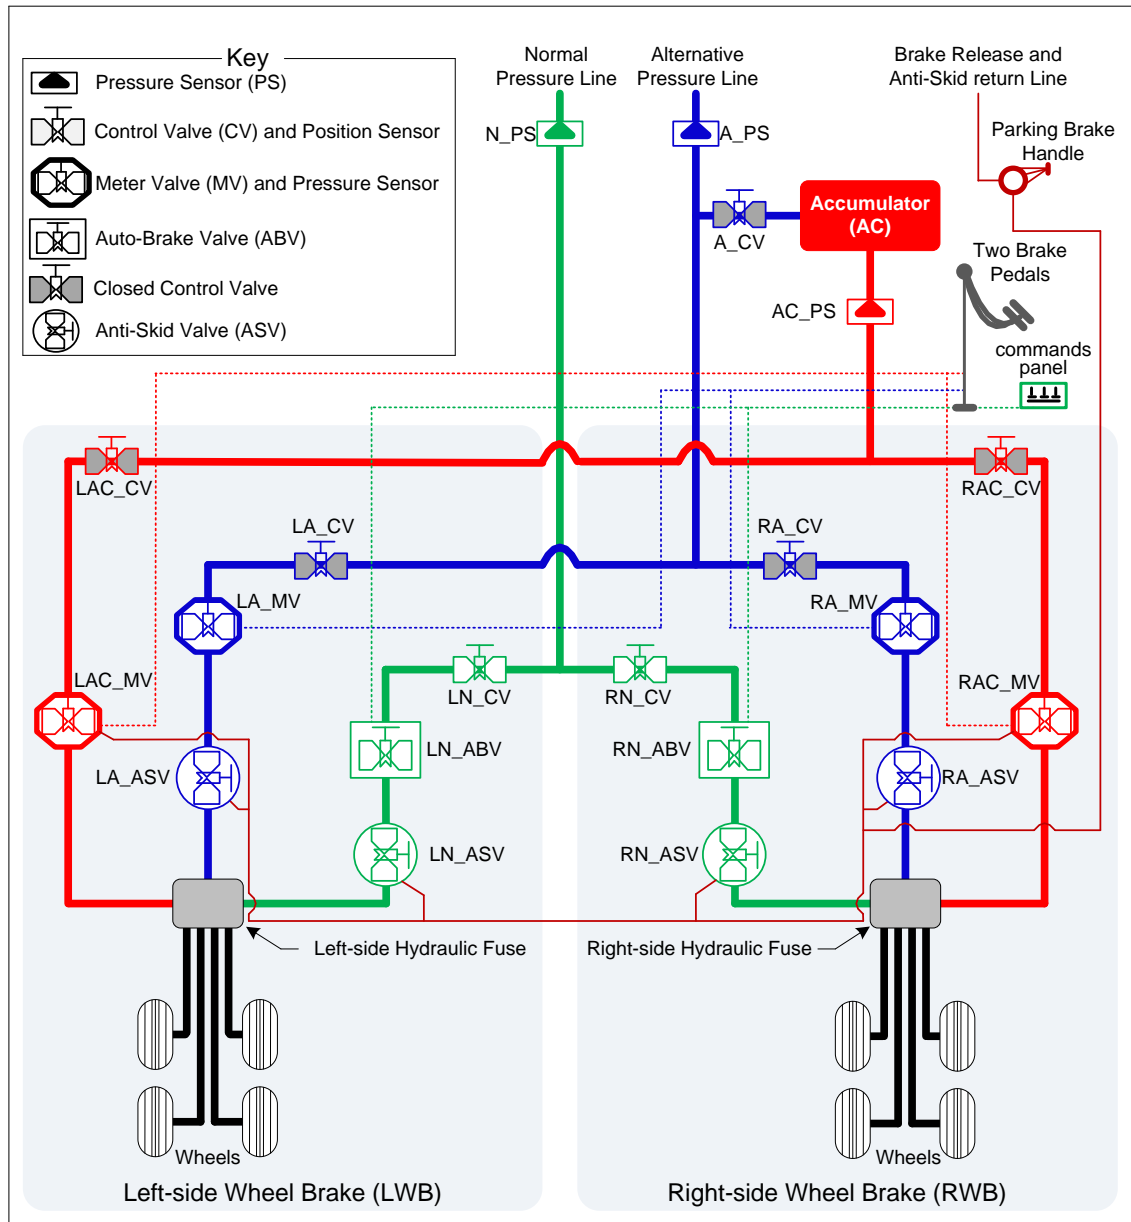 Key
Pressure Sensor (PS)
Control Valve (CV) and Position Sensor
Meter Valve (MV) and Pressure Sensor
Auto-Brake Valve (ABV)
Closed Control Valve
Anti-Skid Valve (ASV)
Normal
Pressure Line
Alternative
Pressure Line
Brake Release and
Anti-Skid return Line
N_PS
A_PS
Parking Brake
Handle
A_CV
Accumulator
(AC)
Two Brake
Pedals
AC_PS
commands
panel
LAC_CV
RAC_CV
LA_CV
RA_CV
LA_MV
RA_MV
LAC_MV
RAC_MV
LN_CV
RN_CV
LN_ABV
RN_ABV
LA_ASV
RA_ASV
LN_ASV
RN_ASV
Left-side Hydraulic Fuse
Right-side Hydraulic Fuse
Wheels
Wheels
Left-side Wheel Brake (LWB)
Right-side Wheel Brake (RWB)